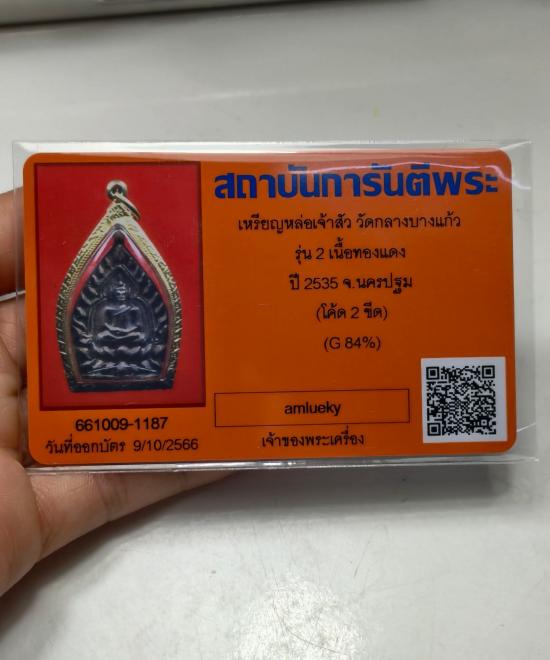 สถาบันการันตีพระ
เหรียญหล่อเจ้าสัว วัดกลางบางแก้ว
รุ่น 2 เนื้อทองแดง
ปี 2535 จ.นครปฐม
(โค้ด 2 ขีด)
(G 84%)
amlueky
เจ้าของพระเครื่อง
661009-1187
วันที่ออกบัตร 9/10/2566